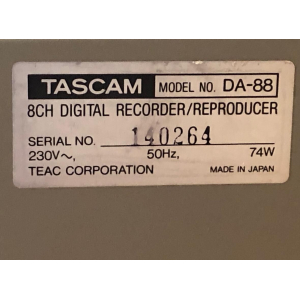 TASCAM MODEL NO. DA-88
8CH DIGITAL RECORDER/REPRODUCER
SERIAL NO. 140264
230V~, 50Hz, 74W
TEAC CORPORATION MADE IN JAPAN